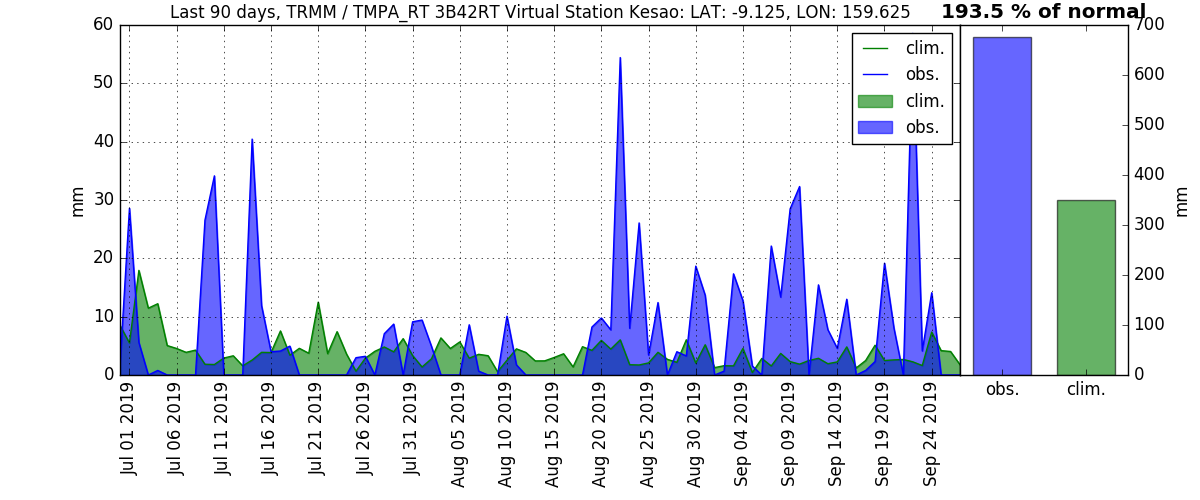 Last 90 days, TRMM / TMPA_RT 3B42RT Virtual Station Kesao: LAT: -9.125, LON: 159.625
193.5 % of normal
60
50
40
30
20
10
0
mm
clim.
obs.
clim.
obs.
700
600
500
400
300
200
100
0
mm
Jul 01 2019
Jul 06 2019
Jul 11 2019
Jul 16 2019
Jul 21 2019
Jul 26 2019
Jul 31 2019
Aug 05 2019
Aug 10 2019
Aug 15 2019
Aug 20 2019
Aug 25 2019
Aug 30 2019
Sep 04 2019
Sep 09 2019
Sep 14 2019
Sep 19 2019
Sep 24 2019
obs.
clim.